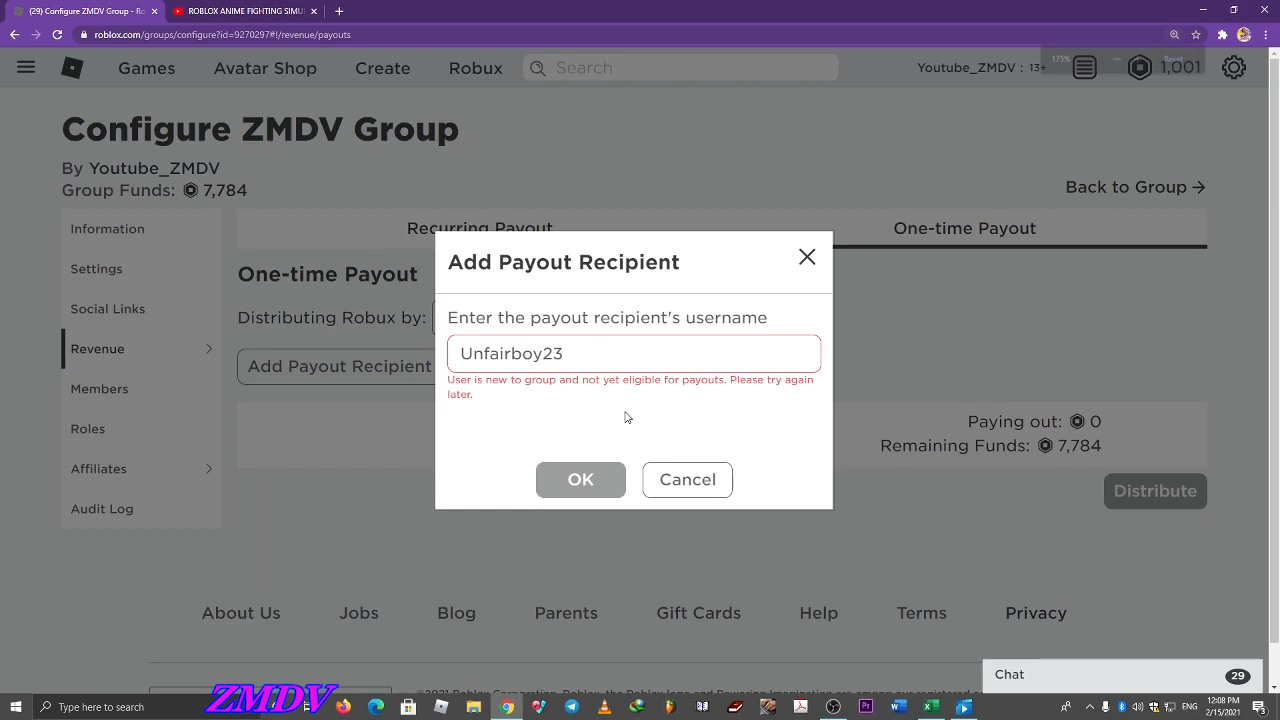 (29) Configure Group - Ro
ROBLOX ANIME FIGHTING SIMU
roblox.com/groups/configure?id=9270297#!/revenue/payouts
Games
Avatar Shop
Create
Robux
Search
Youtube_ZMDV : 13+
175%
Reset
1,001
Configure ZMDV Group
By Youtube_ZMDV
Group Funds: 7,784
Back to Group
Information
Settings
Social Links
Revenue
Members
Roles
Affiliates
Audit Log
Recurring Payout
One-time Payout
One-time Payout
Distributing Robux by:
Add Payout Recipient
Paying out: 0
Remaining Funds: 7,784
Distribute
Add Payout Recipient
Enter the payout recipient's username
Unfairboy23
User is new to group and not yet eligible for payouts. Please try again
later.
OK
Cancel
About Us
Jobs
Blog
Parents
Gift Cards
Help
Terms
Privacy
Chat
29
ZMDV
Type here to search
ENG
12:08 PM
12/15/2021